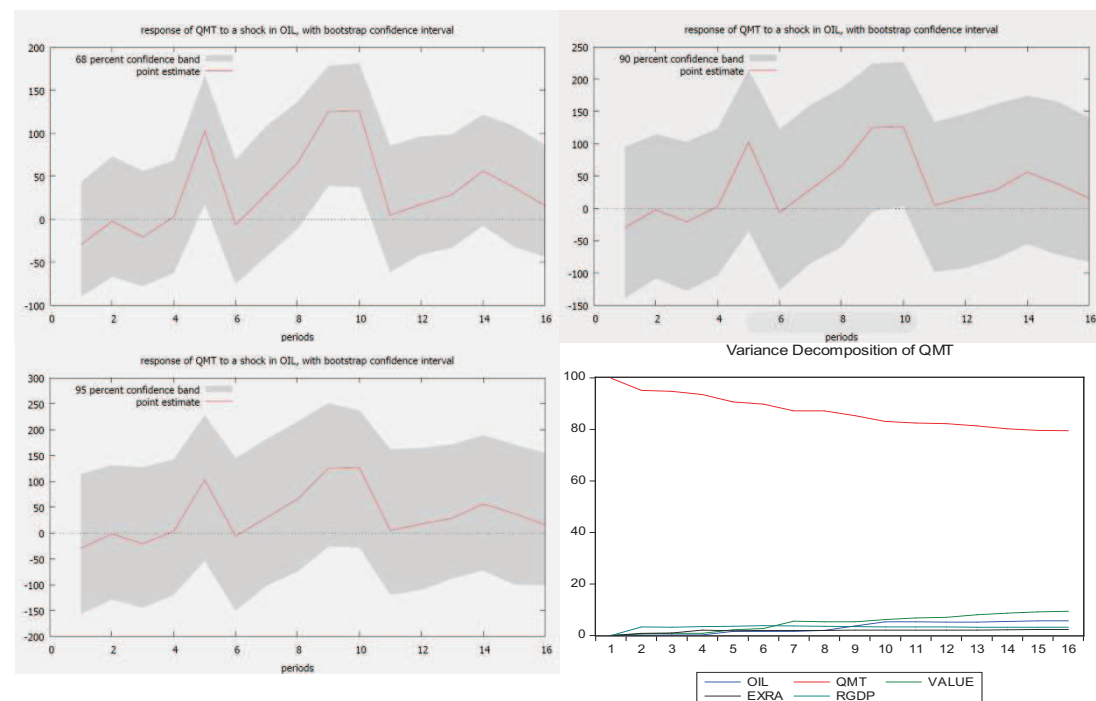 response of QMT to a shock in OIL, with bootstrap confidence interval
200
150
100
50
0
-50
-100
68 percent confidence band
point estimate
0 2 4 6 8 10 12 14 16
periods
response of QMT to a shock in OIL, with bootstrap confidence interval
250
200
150
100
50
0
-50
-100
-150
90 percent confidence band
point estimate
0 2 4 6 8 10 12 14 16
periods
response of QMT to a shock in OIL, with bootstrap confidence interval
300
250
200
150
100
50
0
-50
-100
-150
-200
95 percent confidence band
point estimate
0 2 4 6 8 10 12 14 16
periods
Variance Decomposition of QMT
100
80
60
40
20
0
1 2 3 4 5 6 7 8 9 10 11 12 13 14 15 16
OIL QMT VALUE
EXRA RGDP